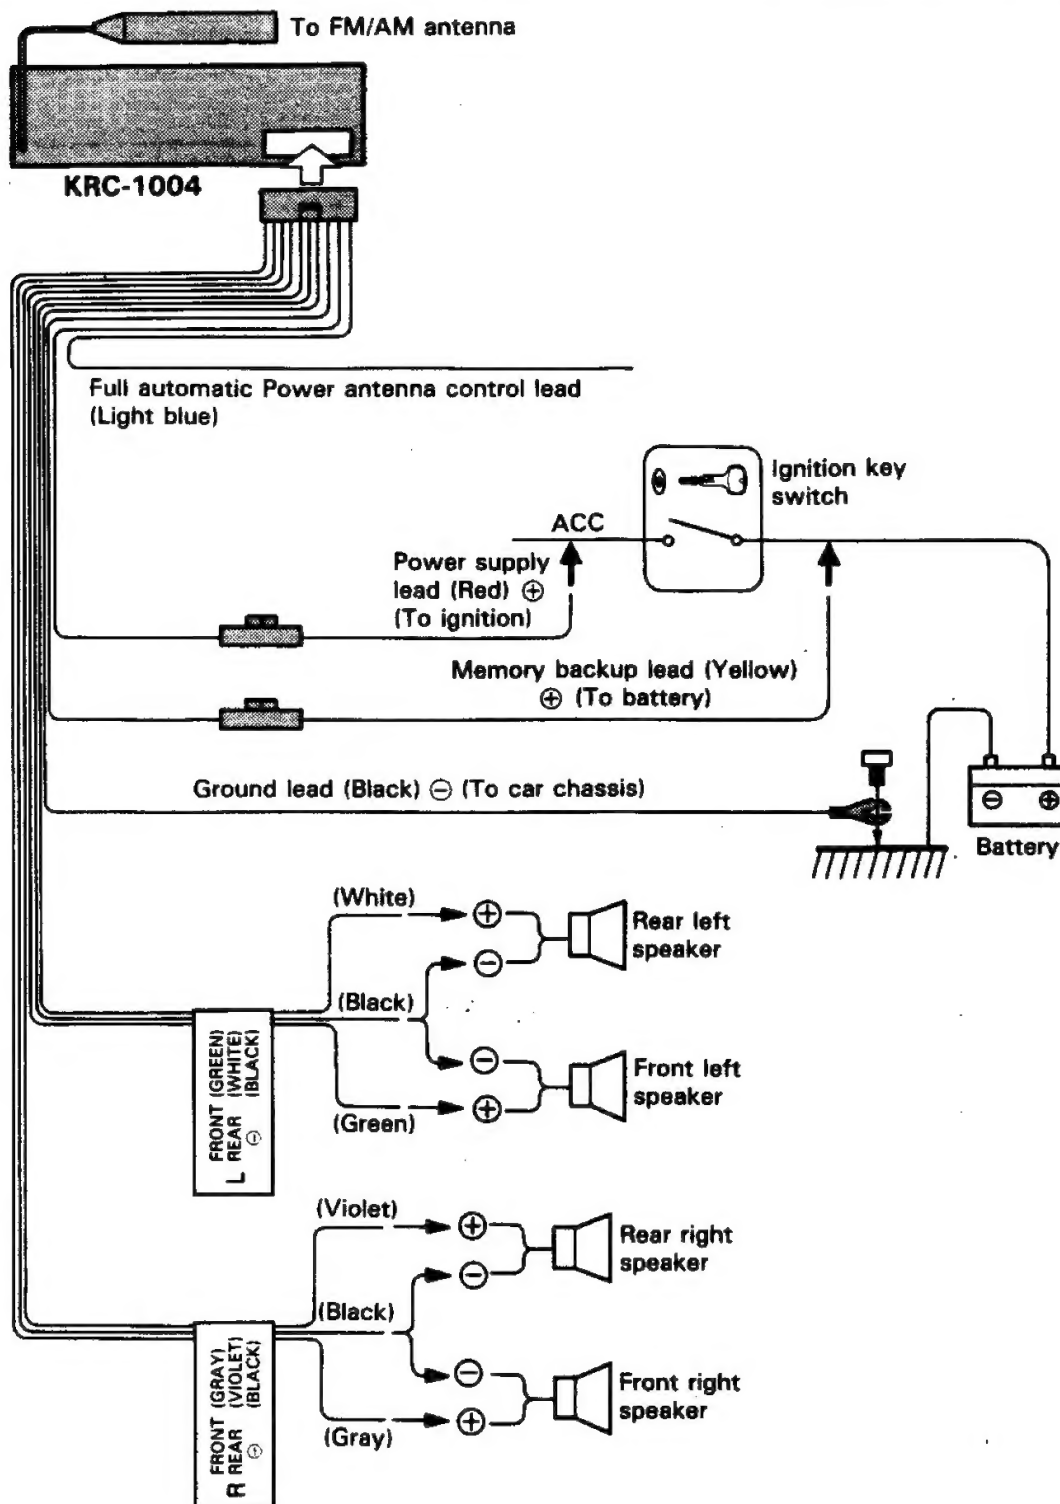 To FM/AM antenna
KRC-1004
Full automatic Power antenna control lead
(Light blue)
Ignition key
switch
ACC
Power supply
lead (Red) ⊕
(To ignition)
Memory backup lead (Yellow)
⊕ (To battery)
Ground lead (Black) ⊖ (To car chassis)
⊖ ⊕
Battery
(White)
⊕
Rear left
speaker
⊖
(Black)
⊖
Front left
speaker
⊕
(Green)
FRONT (GREEN)
L REAR (WHITE)
⊖ (BLACK)
(Violet)
⊕
Rear right
speaker
⊖
(Black)
⊖
Front right
speaker
⊕
(Gray)
FRONT (GRAY)
R REAR (VIOLET)
⊖ (BLACK)